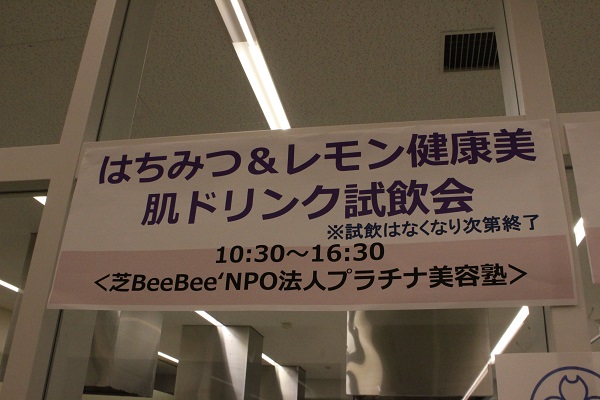 はちみつ＆レモン健康美
肌ドリンク試飲会
※試飲はなくなり次第終了
10:30～16:30
＜芝BeeBee‘NPO法人プラチナ美容塾＞